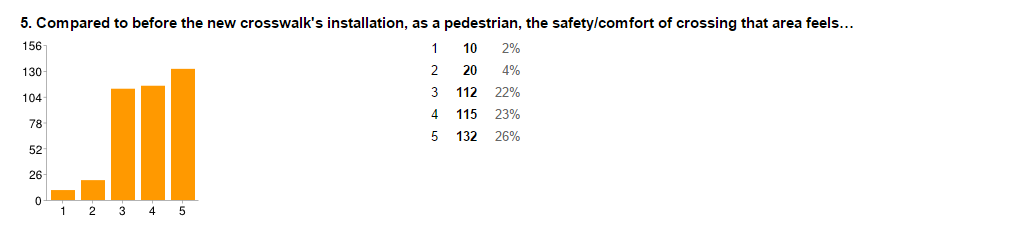 5. Compared to before the new crosswalk's installation, as a pedestrian, the safety/comfort of crossing that area feels…
156
130
104
78
52
26
0
1 2 3 4 5
1 10 2%
2 20 4%
3 112 22%
4 115 23%
5 132 26%